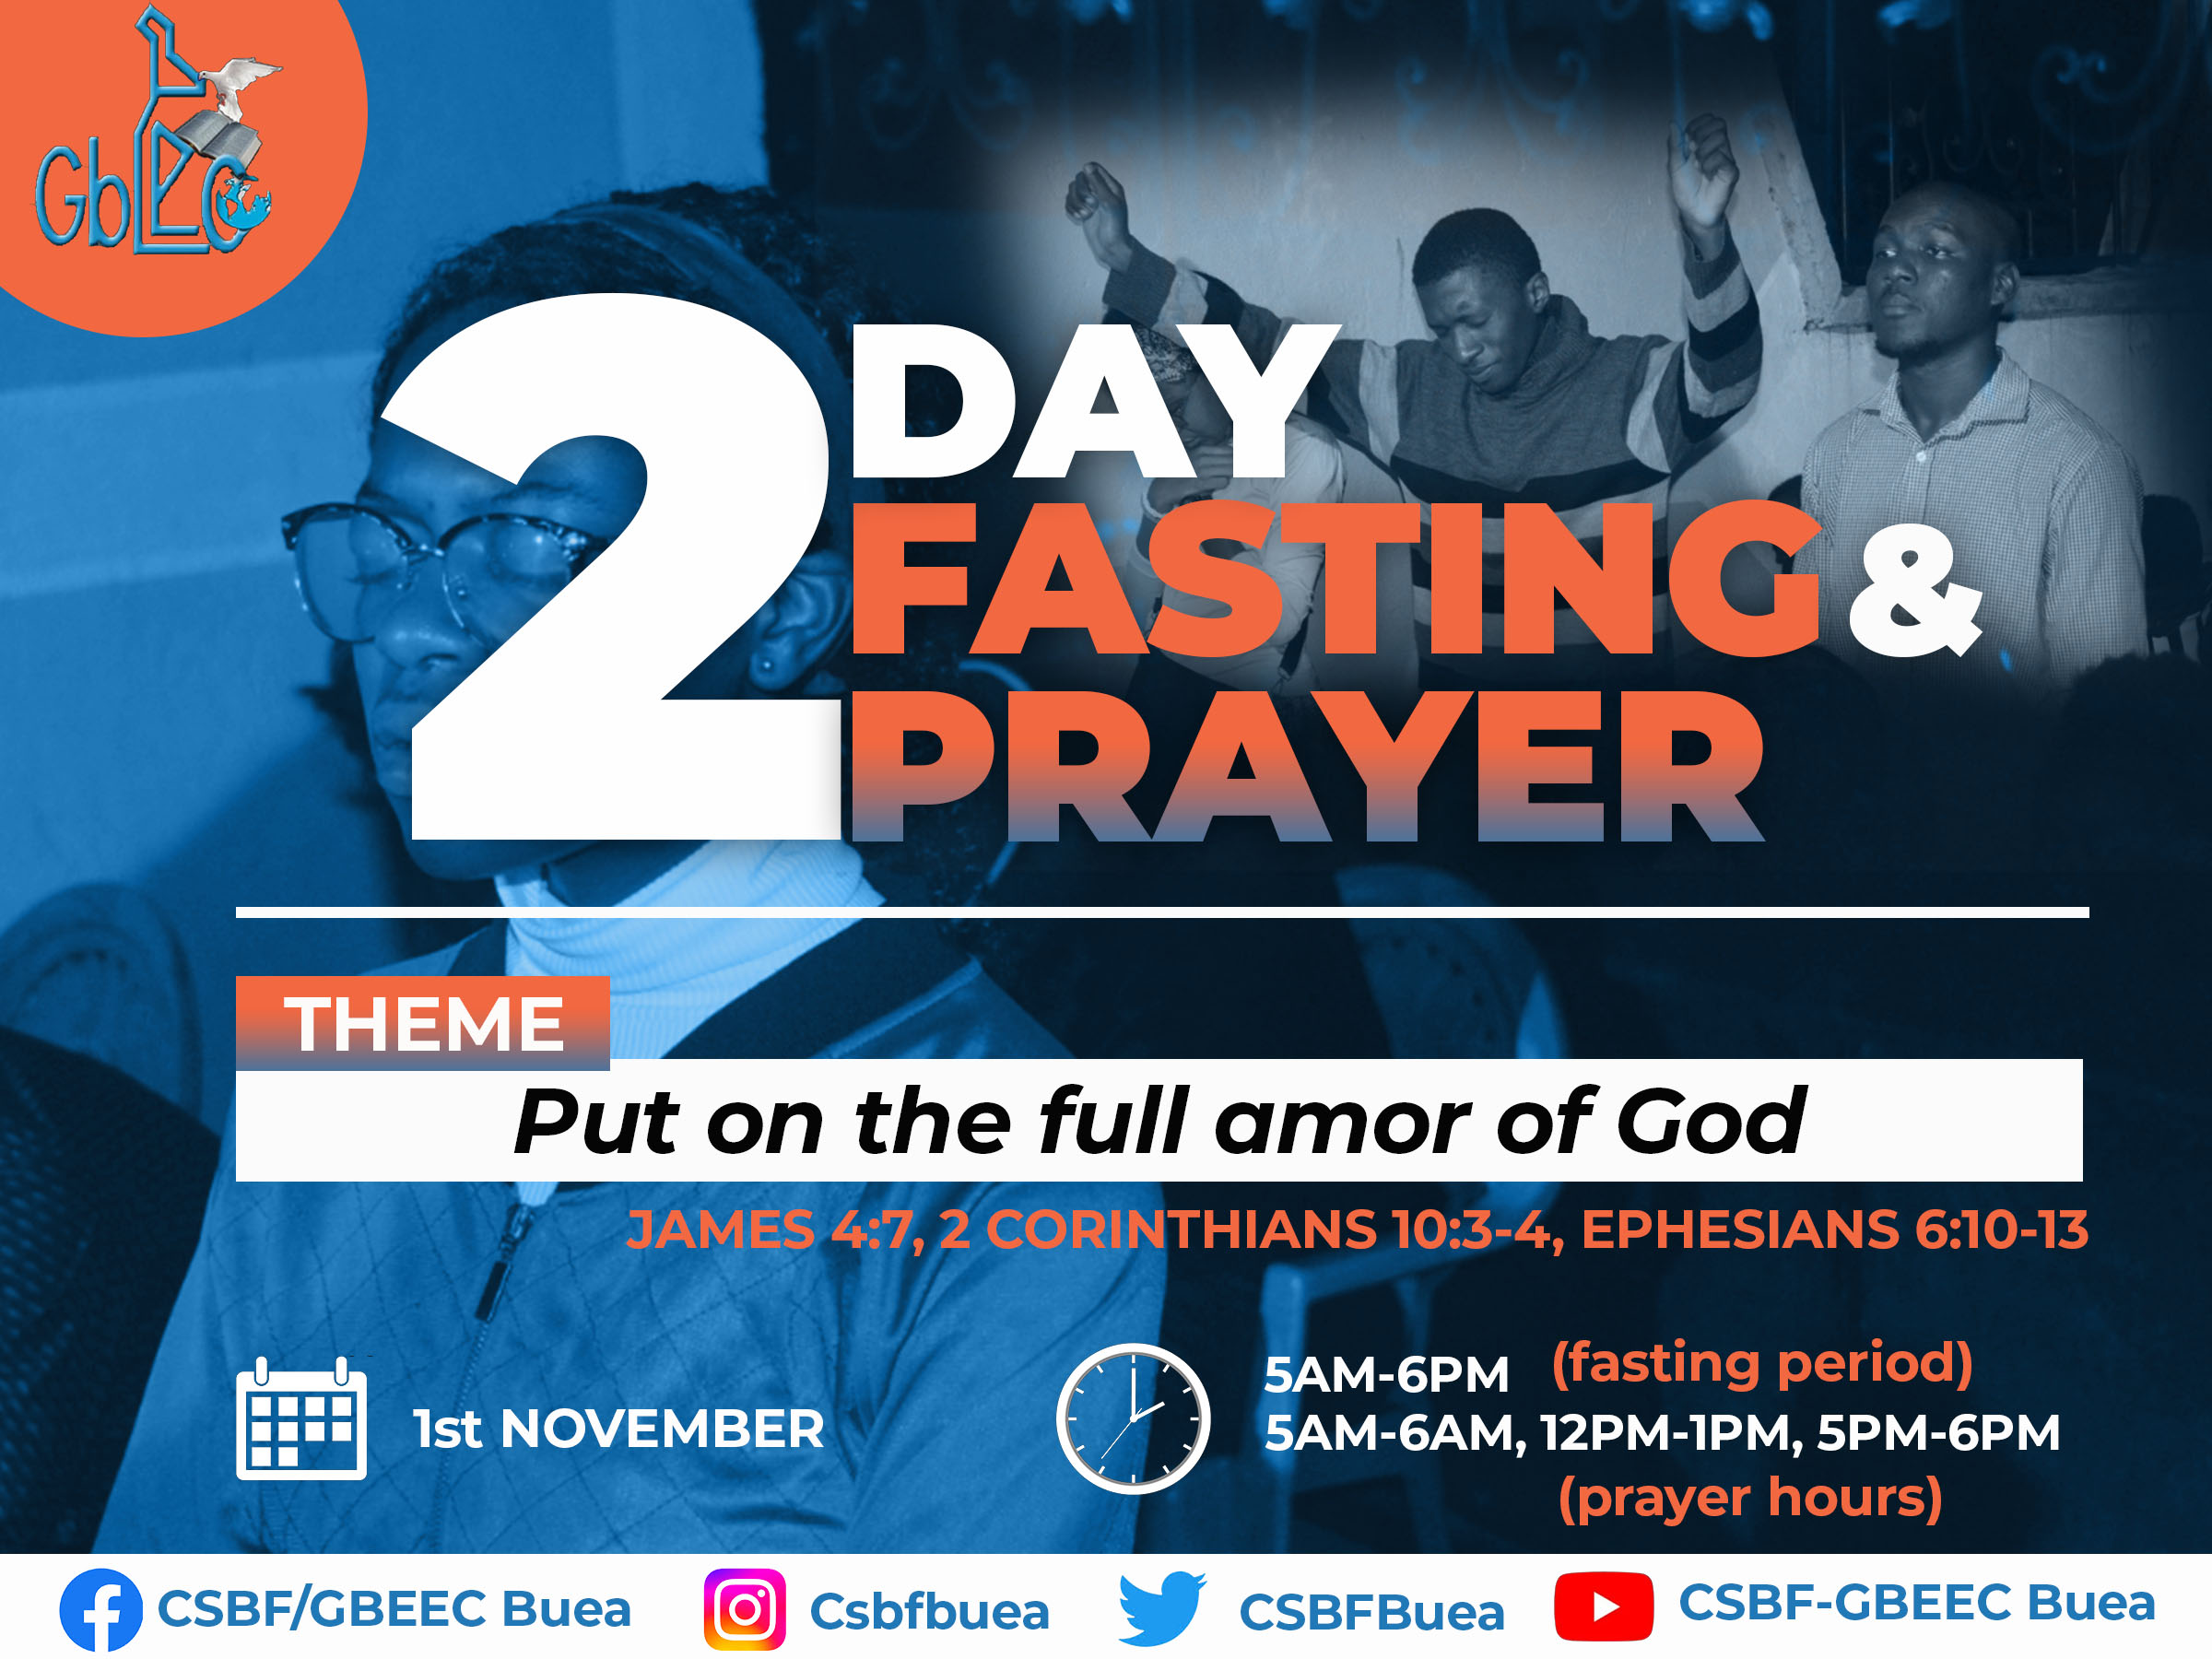 GbEEC
2 DAY
FASTING &
PRAYER
THEME
Put on the full amor of God
JAMES 4:7, 2 CORINTHIANS 10:3-4, EPHESIANS 6:10-13
1st NOVEMBER
5AM-6PM (fasting period)
5AM-6AM, 12PM-1PM, 5PM-6PM
(prayer hours)
CSBF/GBEEC Buea Csbfbuea CSBFBuea CSBF-GBEEC Buea